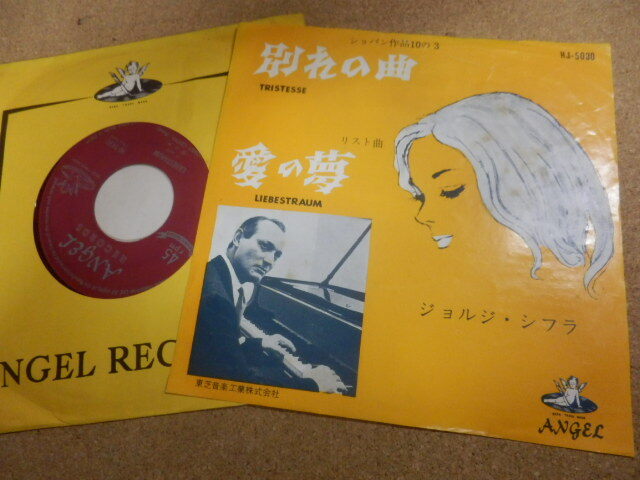 ショパン作品10の3
HJ-5030
別れの曲
TRISTESSE
リスト曲
愛の夢
LIEBESTRAUM
ジョルジ・シフラ
東芝音楽工業株式会社
ANGEL
45
ANGEL
RECORDS
NGEL REC